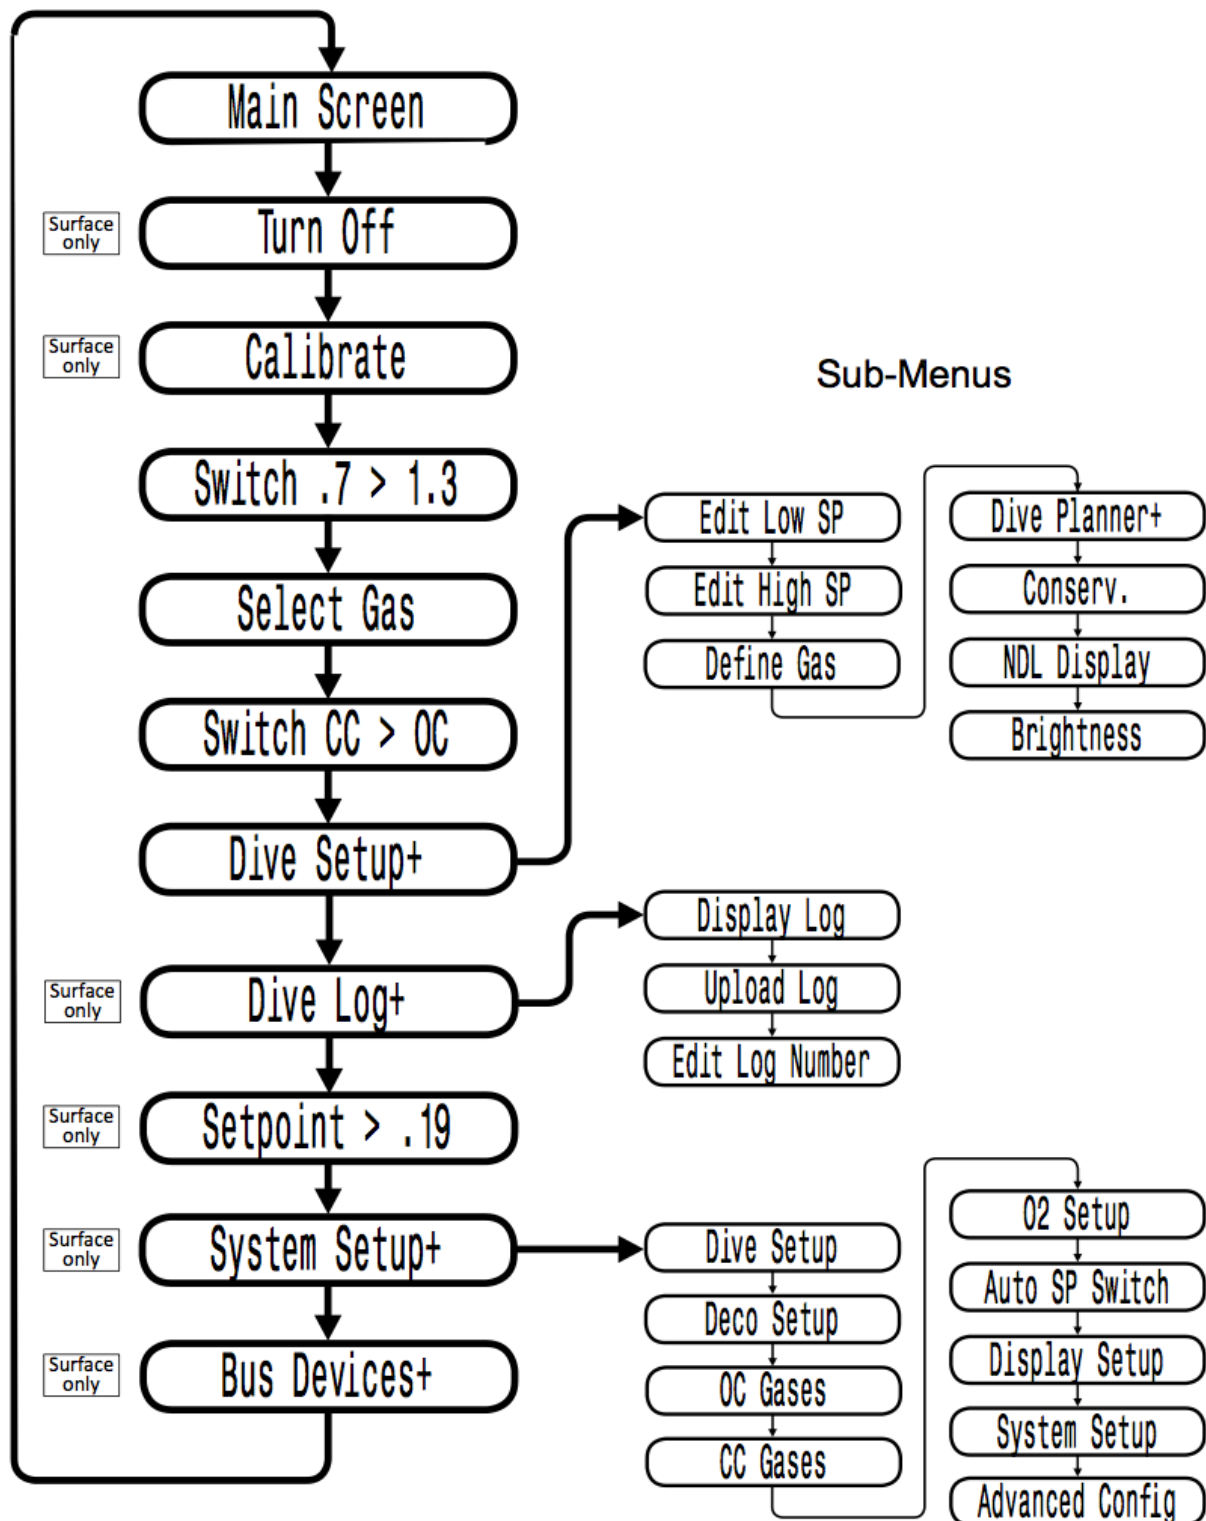 Main Screen
Surface
only
Turn Off
Surface
only
Calibrate
Switch .7 > 1.3
Select Gas
Switch CC > OC
Dive Setup+
Surface
only
Dive Log+
Surface
only
Setpoint > .19
Surface
only
System Setup+
Surface
only
Bus Devices+
Sub-Menus
Edit Low SP
Edit High SP
Define Gas
Dive Planner+
Conserv.
NDL Display
Brightness
Display Log
Upload Log
Edit Log Number
Dive Setup
Deco Setup
OC Gases
CC Gases
O2 Setup
Auto SP Switch
Display Setup
System Setup
Advanced Config